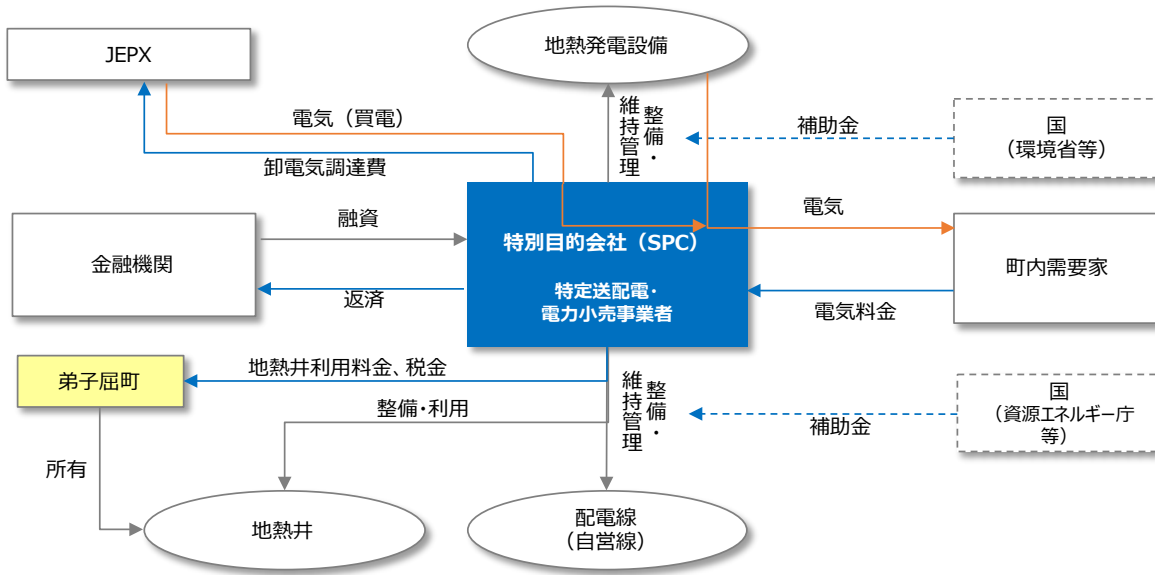 JEPX
地熱発電設備
電気（買電）
卸電気調達費
整備・
維持管理
補助金
国
（環境省等）
金融機関
融資
返済
特別目的会社（SPC）
特定送配電・
電力小売事業者
電気
電気料金
町内需要家
弟子屈町
地熱井利用料金、税金
整備・利用
整備・
維持管理
補助金
国
（資源エネルギー庁
等）
所有
地熱井
配電線
（自営線）